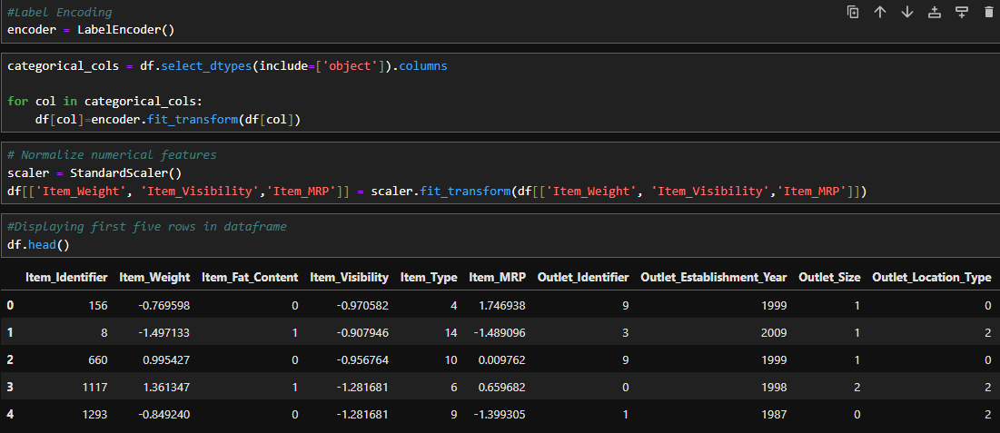 #Label Encoding
encoder = LabelEncoder()
categorical_cols = df.select_dtypes(include=['object']).columns
for col in categorical_cols:
    df[col]=encoder.fit_transform(df[col])
# Normalize numerical features
scaler = StandardScaler()
df[['Item_Weight', 'Item_Visibility','Item_MRP']] = scaler.fit_transform(df[['Item_Weight', 'Item_Visibility','Item_MRP']])
#Displaying first five rows in dataframe
df.head()
Item_Identifier Item_Weight Item_Fat_Content Item_Visibility Item_Type Item_MRP Outlet_Identifier Outlet_Establishment_Year Outlet_Size Outlet_Location_Type
0 156 -0.769598 0 -0.970582 4 1.746938 9 1999 1 0
1 8 -1.497133 1 -0.907946 14 -1.489096 3 2009 1 2
2 660 0.995427 0 -0.956764 10 0.009762 9 1999 1 0
3 1117 1.361347 1 -1.281681 6 0.659682 0 1998 2 2
4 1293 -0.849240 0 -1.281681 9 -1.399305 1 1987 0 2